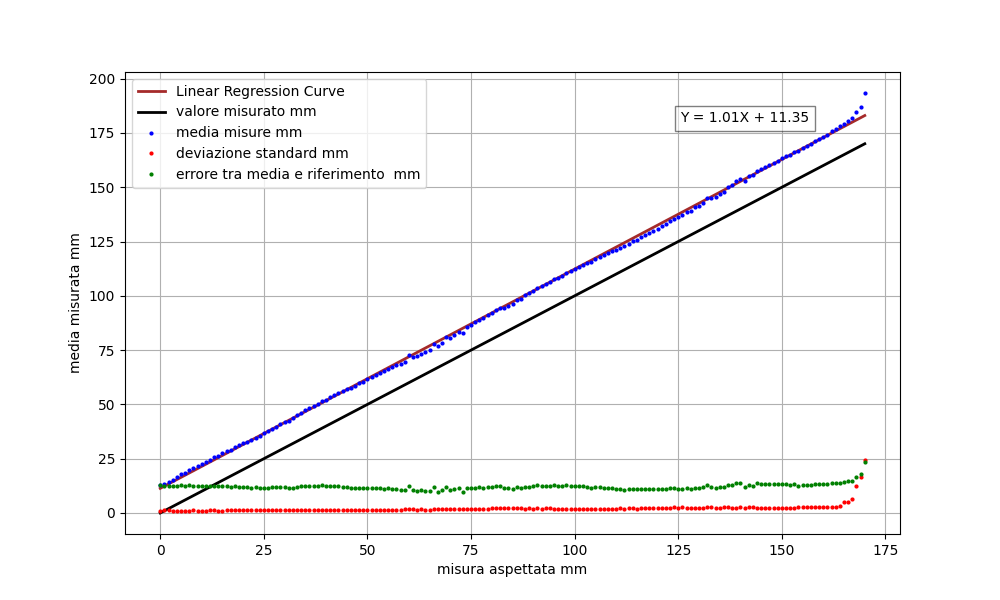 200
175
150
125
100
75
50
25
0
media misurata mm
Linear Regression Curve
valore misurato mm
media misure mm
deviazione standard mm
errore tra media e riferimento  mm
Y = 1.01X + 11.35
0 25 50 75 100 125 150 175
misura aspettata mm